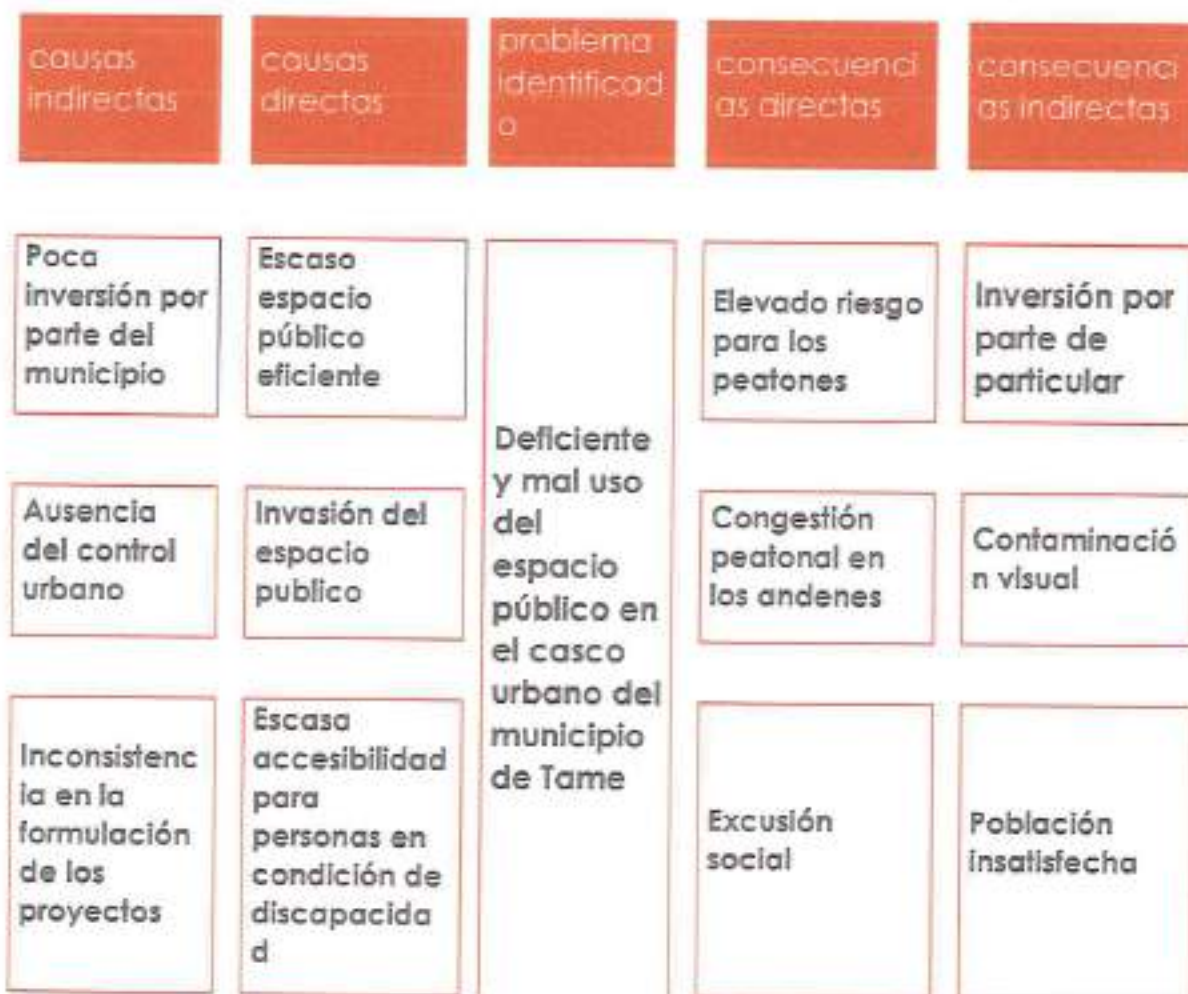 causas
indirectas
causas
directas
problema
identificad
o
consecuenci
as directas
consecuenci
as indirectas
Poca
inversión por
parte del
municipio
Escaso
espacio
público
eficiente
Deficiente
y mal uso
del
espacio
público en
el casco
urbano del
municipio
de Tame
Elevado riesgo
para los
peatones
Inversión por
parte de
particular
Ausencia
del control
urbano
Invasión del
espacio
publico
Congestión
peatonal en
los andenes
Contaminació
n visual
Inconsistenc
ia en la
formulación
de los
proyectos
Escasa
accesibilidad
para
personas en
condición de
discapacida
d
Excusión
social
Población
insatisfecha